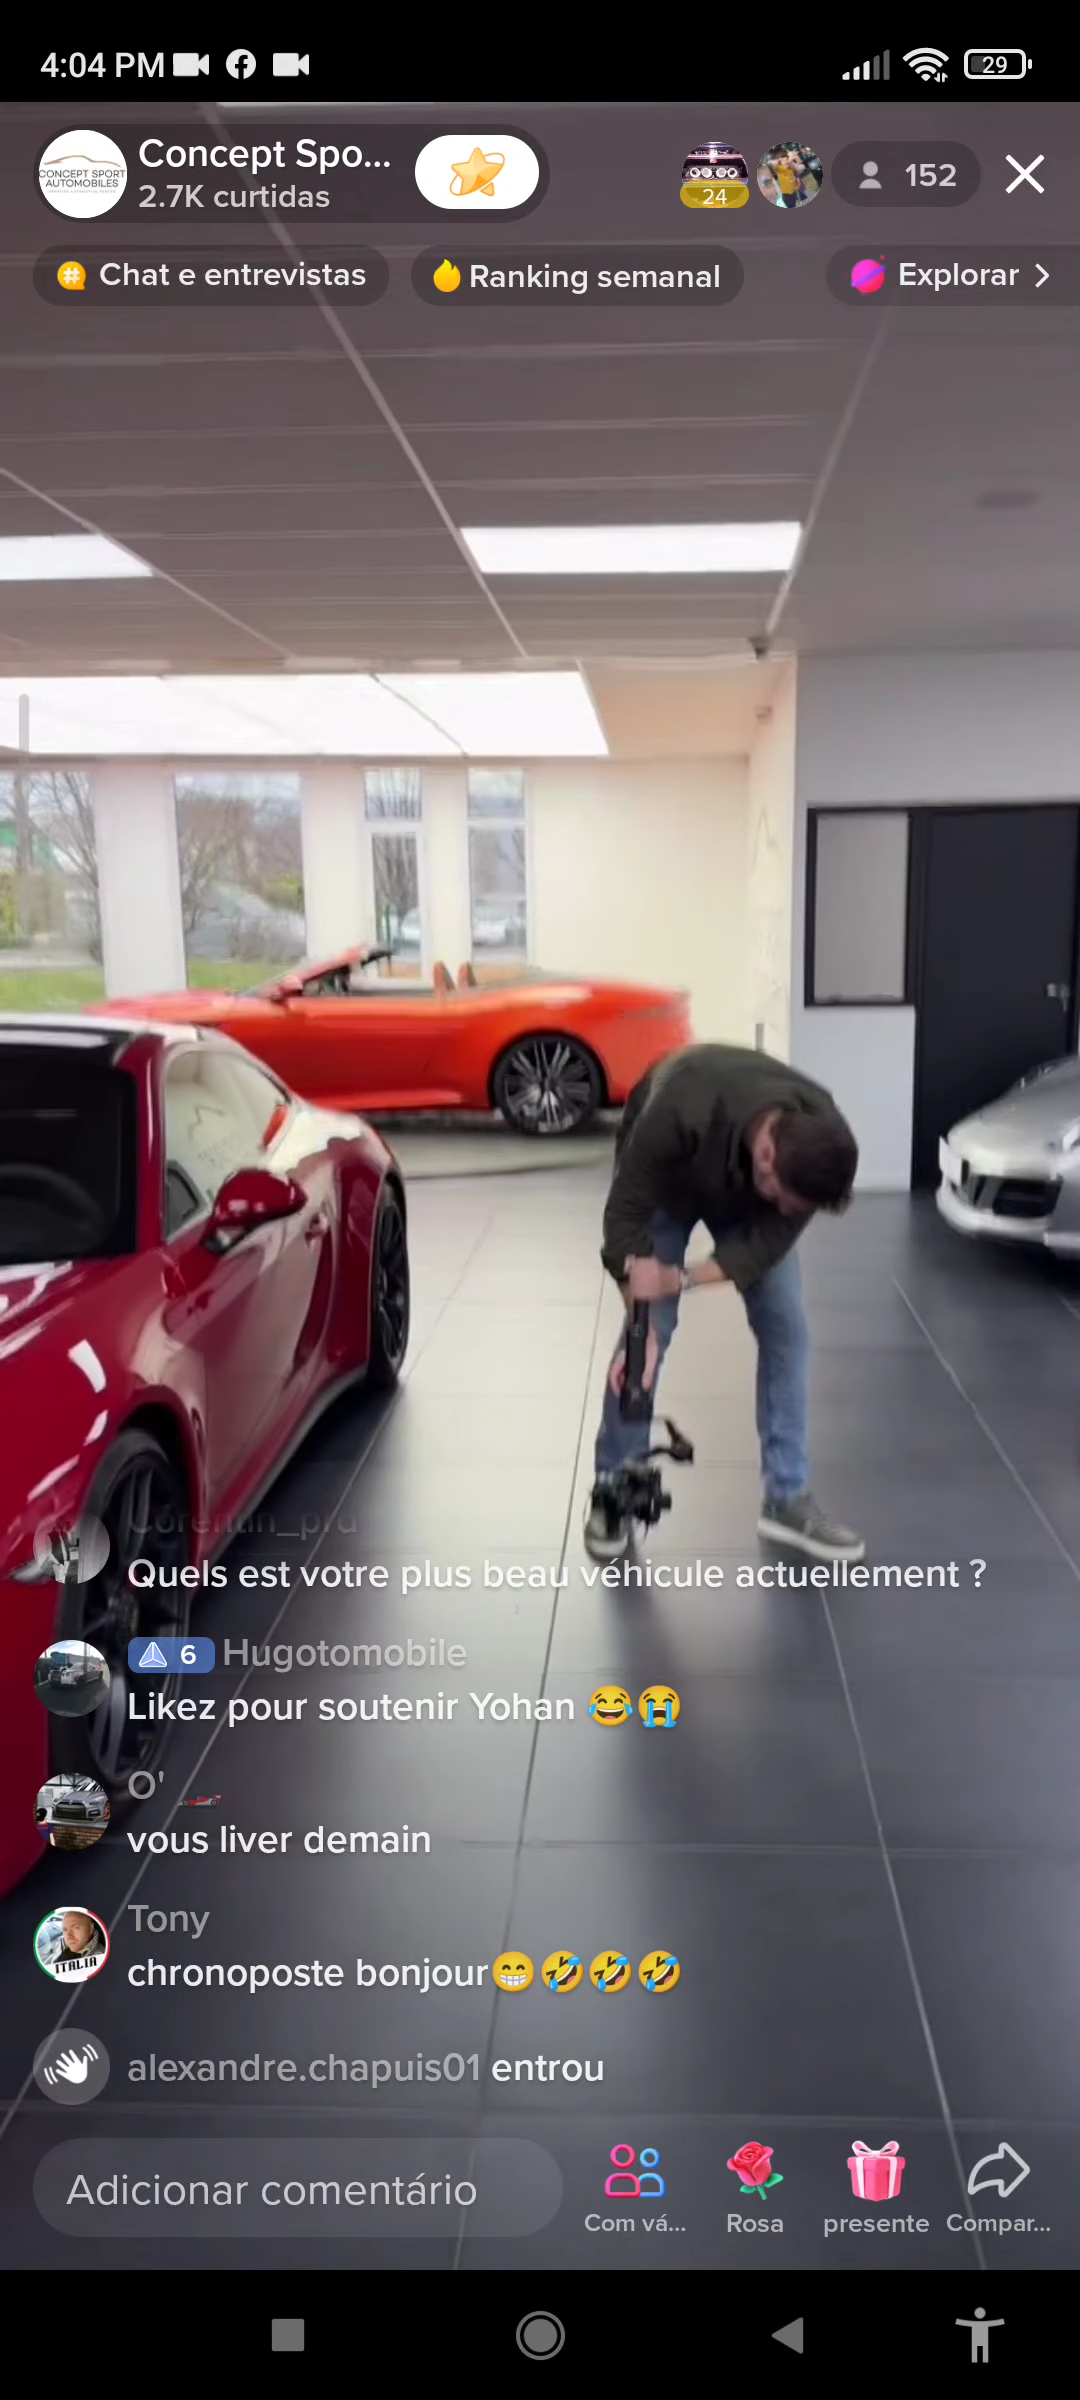 4:04 PM
29
CONCEPT SPORT
AUTOMOBILES
Concept Spo...
2.7K curtidas
24
152
Chat e entrevistas
Ranking semanal
Explorar
Corentin_prd
Quels est votre plus beau véhicule actuellement ?
6 Hugotomobile
Likez pour soutenir Yohan 😂😭
O' 🏎️
vous liver demain
Tony
ITALIA
chronoposte bonjour😁🤣🤣🤣
alexandre.chapuis01 entrou
Adicionar comentário
Com vá...
Rosa
presente
Compar...